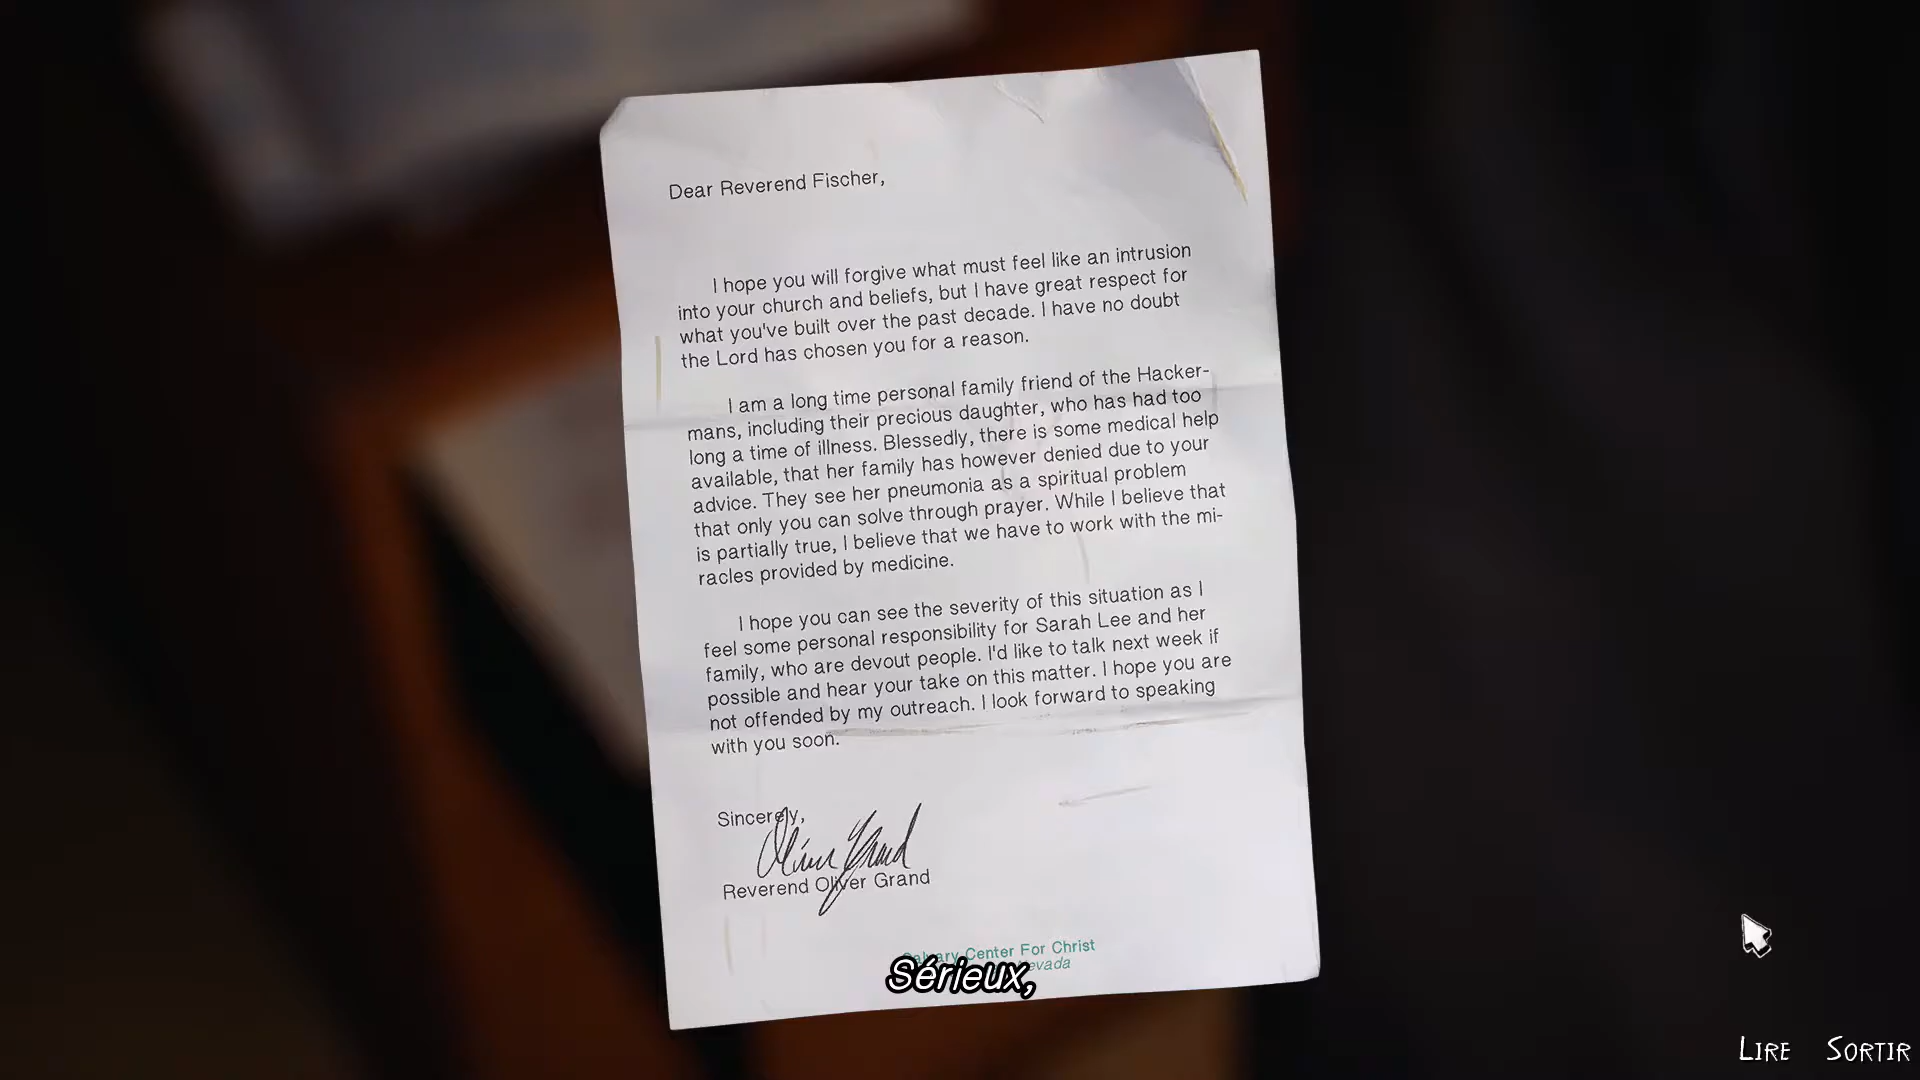 Dear Reverend Fischer,
I hope you will forgive what must feel like an intrusion
into your church and beliefs, but I have great respect for
what you've built over the past decade. I have no doubt
the Lord has chosen you for a reason.
I am a long time personal family friend of the Hacker-
mans, including their precious daughter, who has had too
long a time of illness. Blessedly, there is some medical help
available, that her family has however denied due to your
advice. They see her pneumonia as a spiritual problem
that only you can solve through prayer. While I believe that
is partially true, I believe that we have to work with the mi-
racles provided by medicine.
I hope you can see the severity of this situation as I
feel some personal responsibility for Sarah Lee and her
family, who are devout people. I'd like to talk next week if
possible and hear your take on this matter. I hope you are
not offended by my outreach. I look forward to speaking
with you soon.
Sincerely,
Oliver Grand
Reverend Oliver Grand
Calvary Center For Christ
Nevada
Sérieux,
LIRE SORTIR